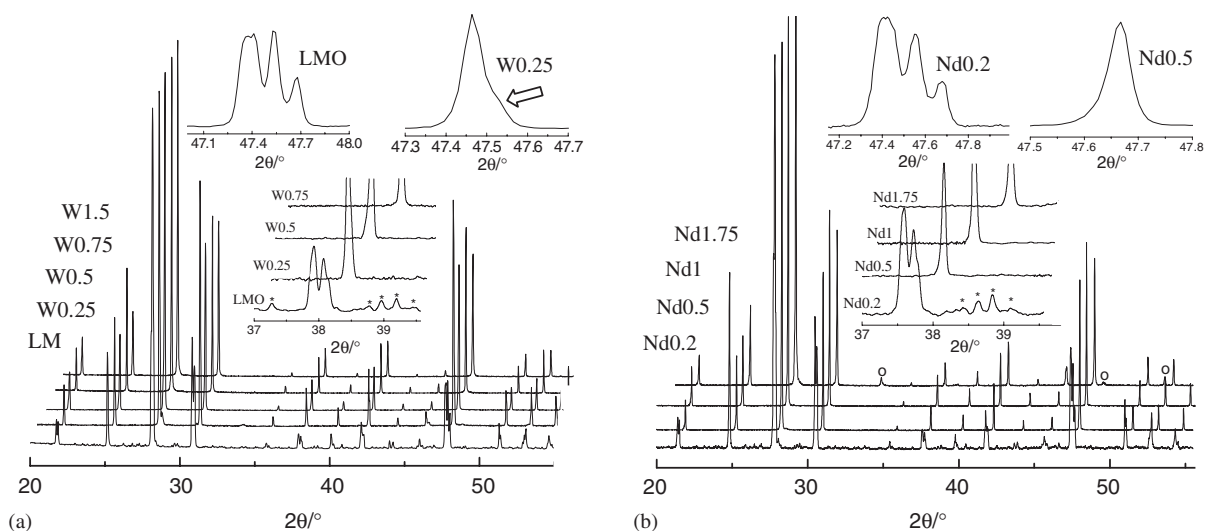 LMO
W0.25
47.1 47.4 47.7 48.0
2θ/°
47.3 47.4 47.5 47.6 47.7
2θ/°
W1.5
W0.75
W0.5
W0.25
LM
W0.75
W0.5
W0.25
LMO
* * * * *
37 38 39
2θ/°
20 30 40 50
2θ/°
(a)
Nd0.2
Nd0.5
47.2 47.4 47.6 47.8
2θ/°
47.5 47.6 47.7 47.8
2θ/°
Nd1.75
Nd1
Nd0.5
Nd0.2
Nd1.75
Nd1
Nd0.5
Nd0.2
* * * *
37 38 39
2θ/°
o o o
20 30 40 50
2θ/°
(b)